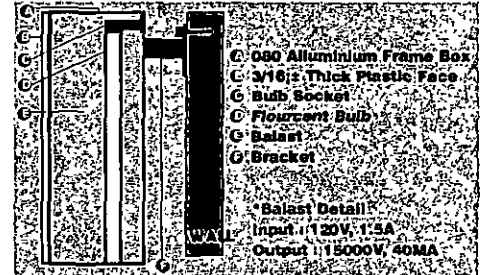 080 Alluminium Frame Box
3/16" Thick Plastic Face
Bulb Socket
Flourcent Bulb
Balast
Bracket
WALL
*Balast Detail
Input : 120V, 1.5A
Output : 15000V, 40MA